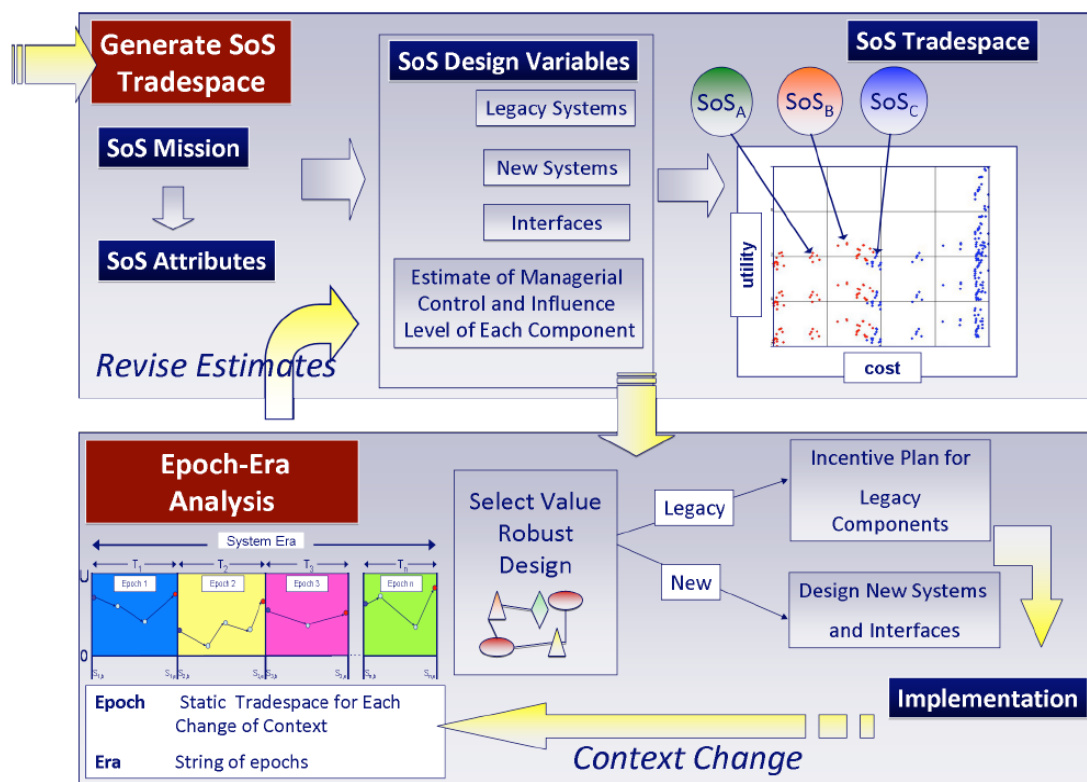 Generate SoS
Tradespace
SoS Mission
SoS Attributes
Revise Estimates
SoS Design Variables
Legacy Systems
New Systems
Interfaces
Estimate of Managerial
Control and Influence
Level of Each Component
SoS Tradespace
SoSA
SoSB
SoSC
utility
cost
Epoch-Era
Analysis
System Era
T1
T2
T3
Tn
U
0
Epoch 1
Epoch 2
Epoch 3
Epoch n
Epoch Static Tradespace for Each
Change of Context
Era String of epochs
Select Value
Robust
Design
Legacy
New
Incentive Plan for
Legacy
Components
Design New Systems
and Interfaces
Implementation
Context Change